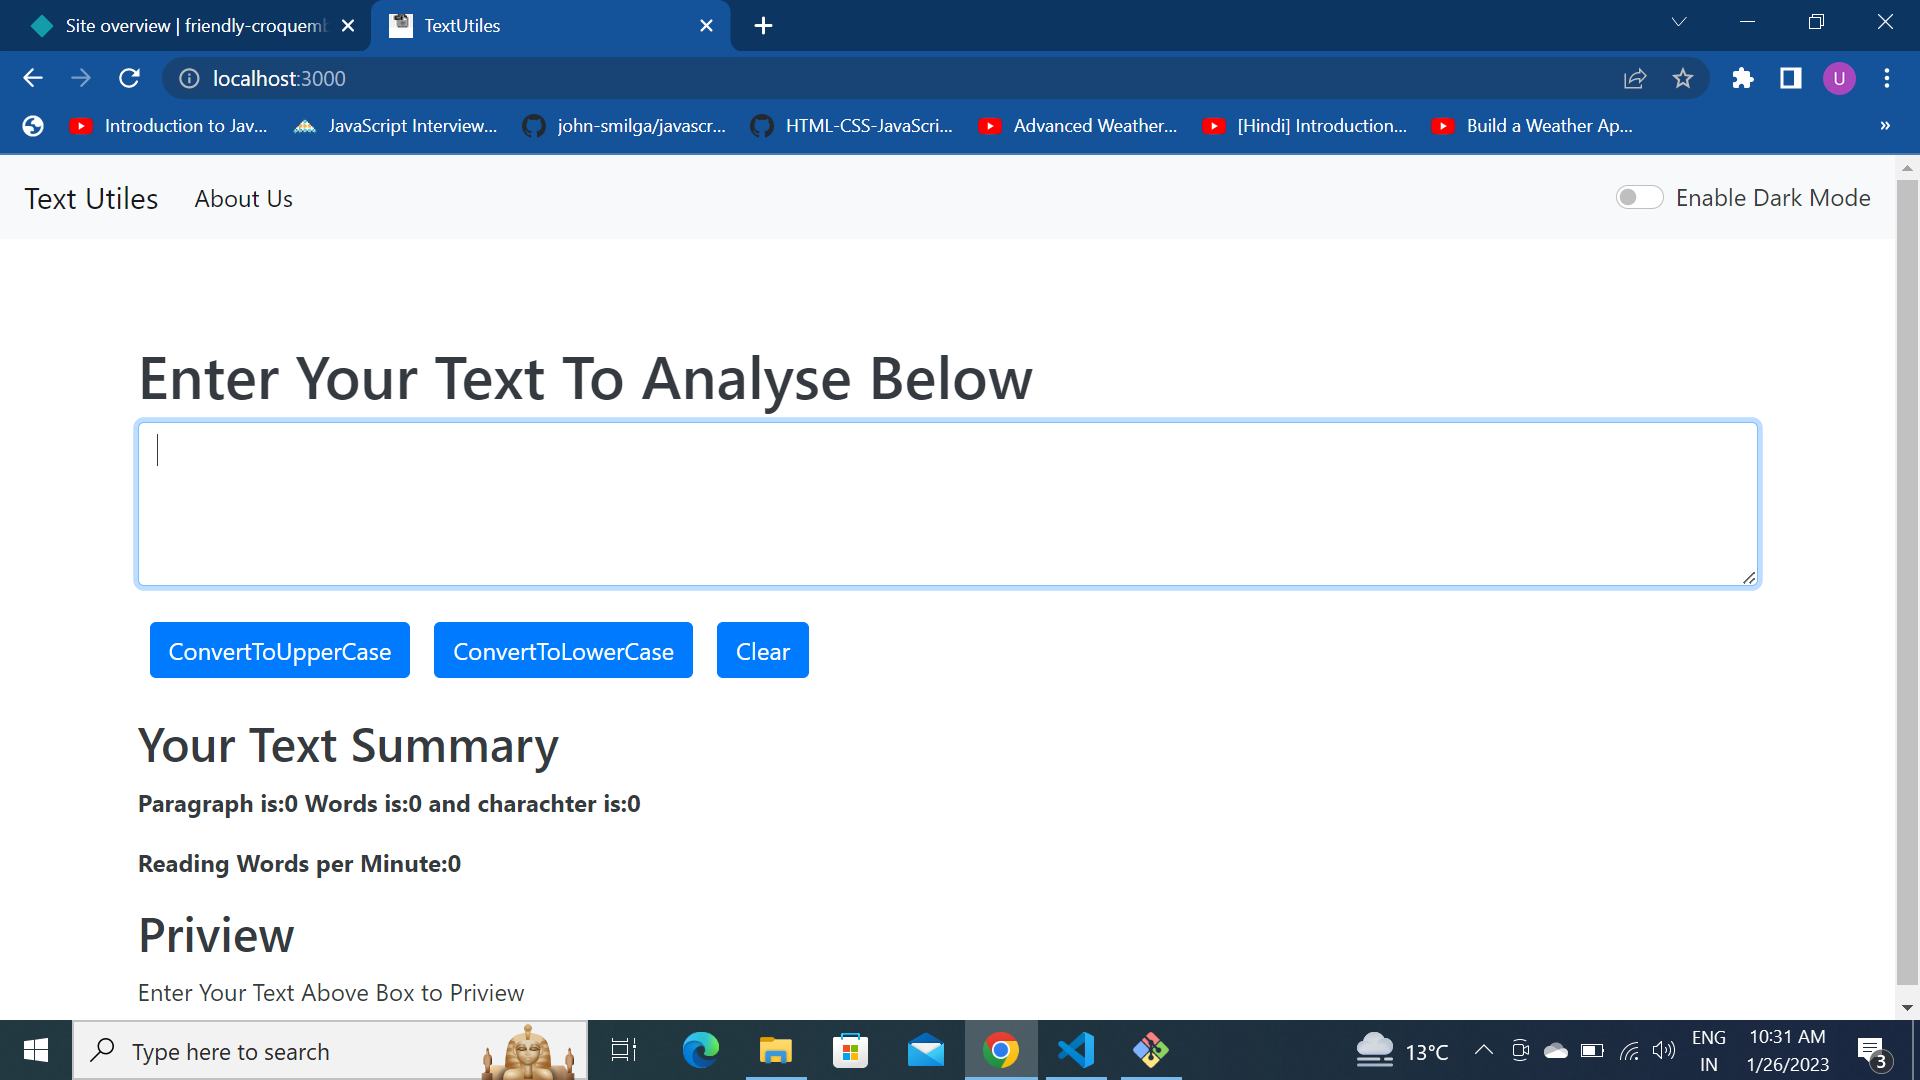 Site overview | friendly-croquemb
TextUtiles
localhost:3000
U
Introduction to Jav...
JavaScript Interview...
john-smilga/javascr...
HTML-CSS-JavaScri...
Advanced Weather...
[Hindi] Introduction...
Build a Weather Ap...
»
Text Utiles
About Us
Enable Dark Mode
Enter Your Text To Analyse Below
ConvertToUpperCase
ConvertToLowerCase
Clear
Your Text Summary
Paragraph is:0 Words is:0 and charachter is:0
Reading Words per Minute:0
Priview
Enter Your Text Above Box to Priview
Type here to search
13°C
ENG
IN
10:31 AM
1/26/2023
3